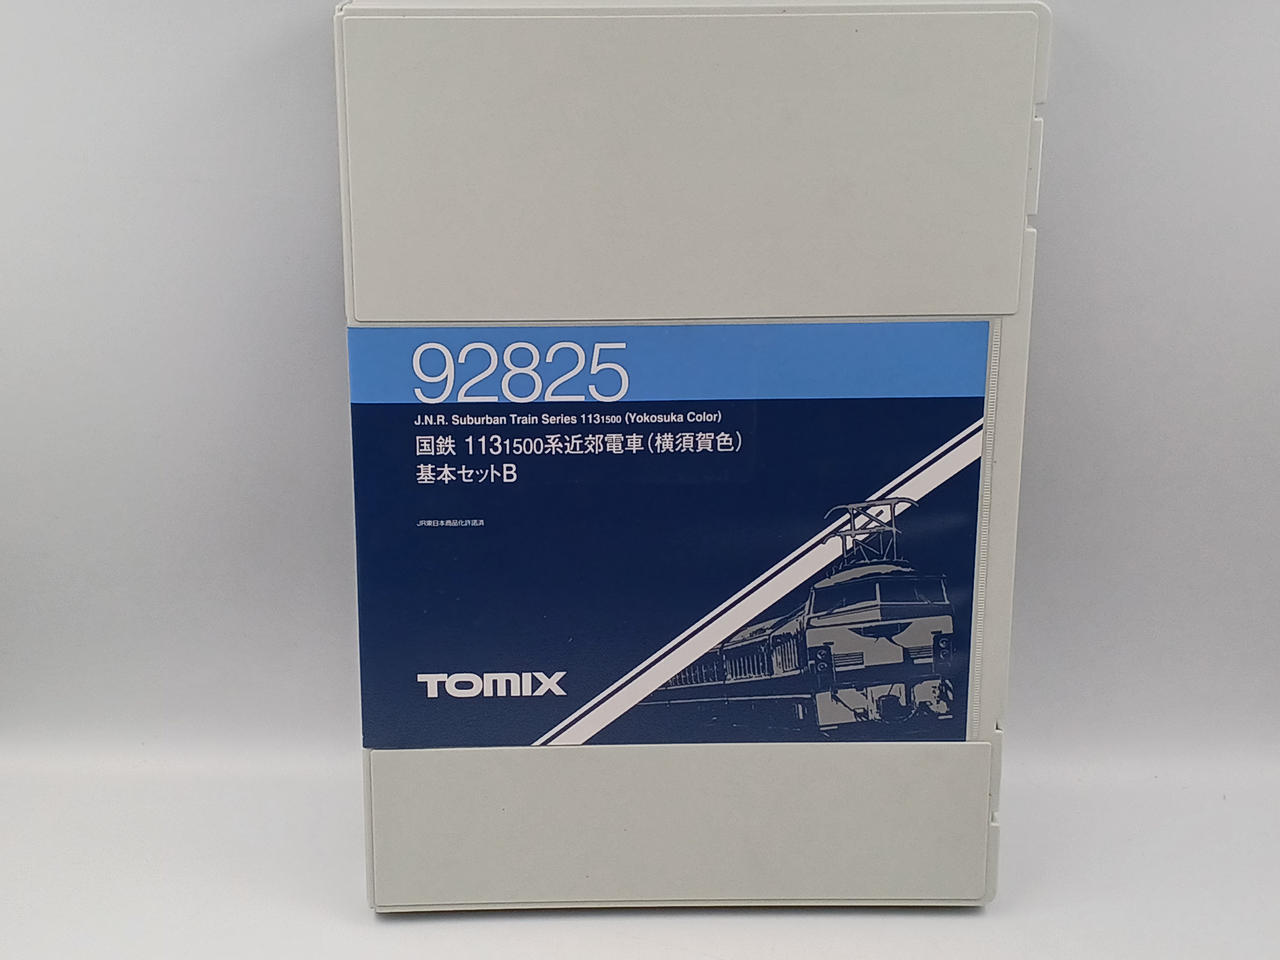 92825
J.N.R. Suburban Train Series 1131500 (Yokosuka Color)
国鉄 1131500系近郊電車(横須賀色)
基本セットB
JR東日本商品化許諾済
TOMIX